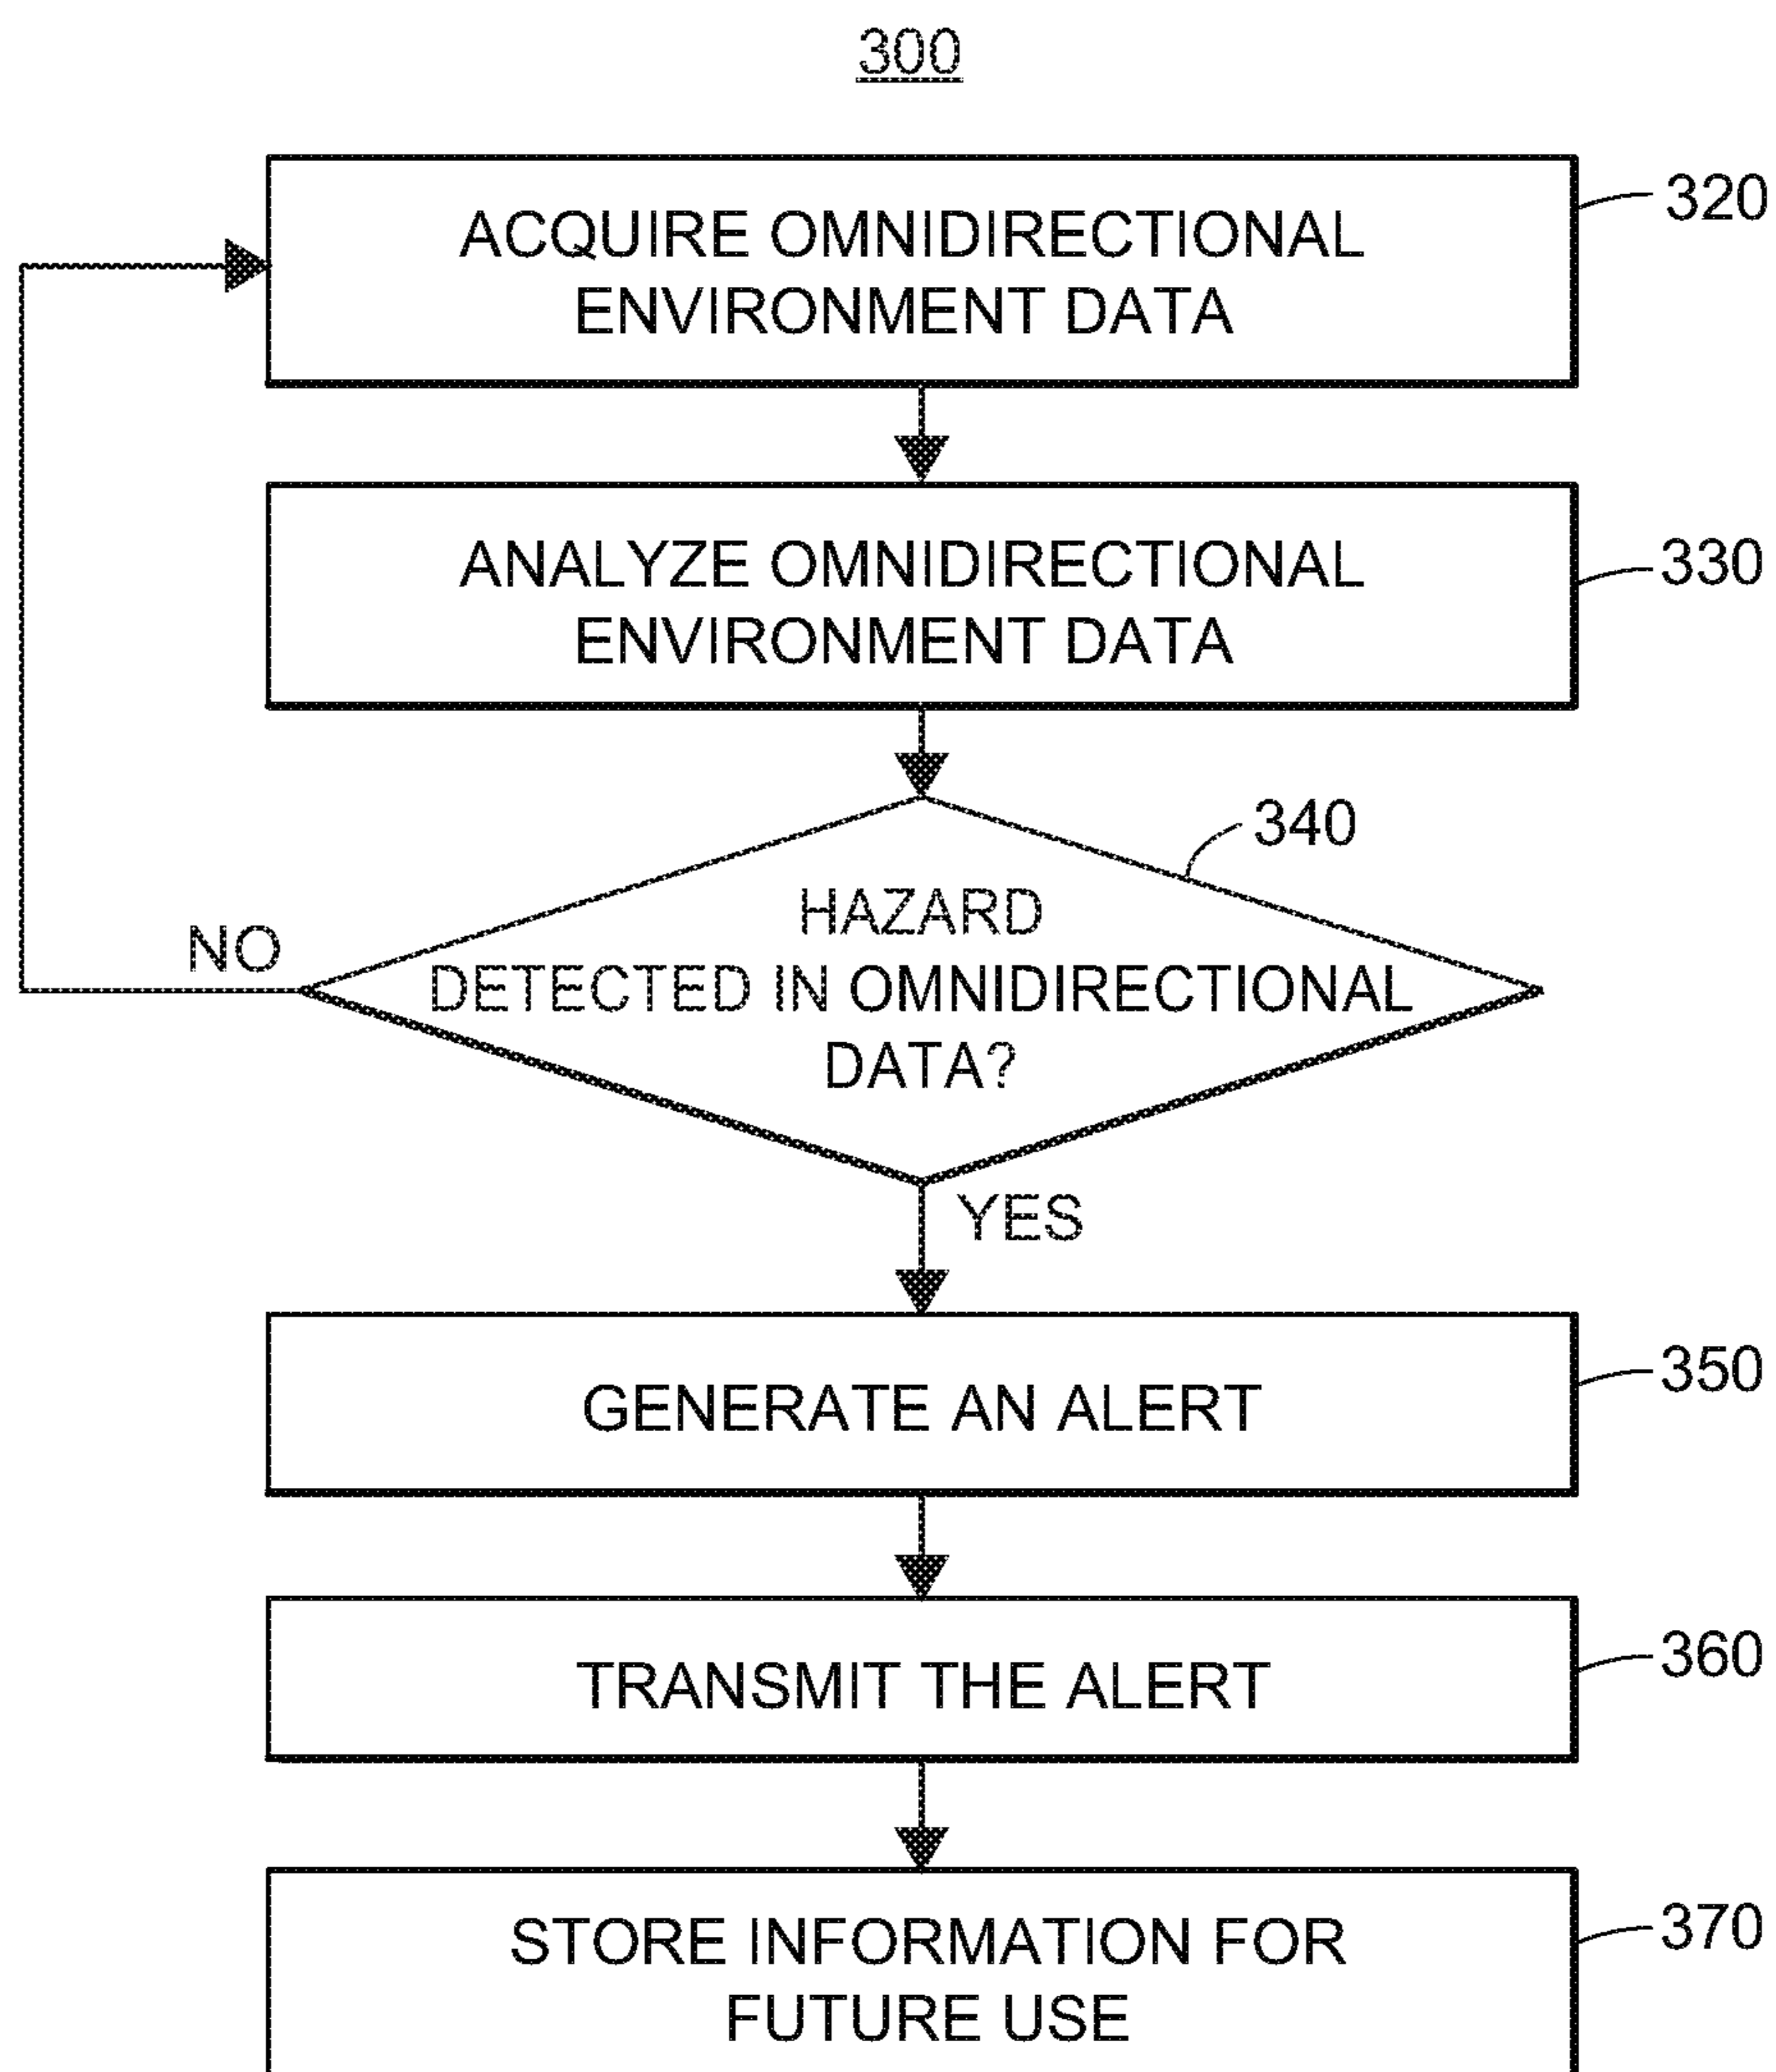 300
ACQUIRE OMNIDIRECTIONAL
ENVIRONMENT DATA
320
ANALYZE OMNIDIRECTIONAL
ENVIRONMENT DATA
330
340
HAZARD
DETECTED IN OMNIDIRECTIONAL
DATA?
NO
YES
GENERATE AN ALERT
350
TRANSMIT THE ALERT
360
STORE INFORMATION FOR
FUTURE USE
370